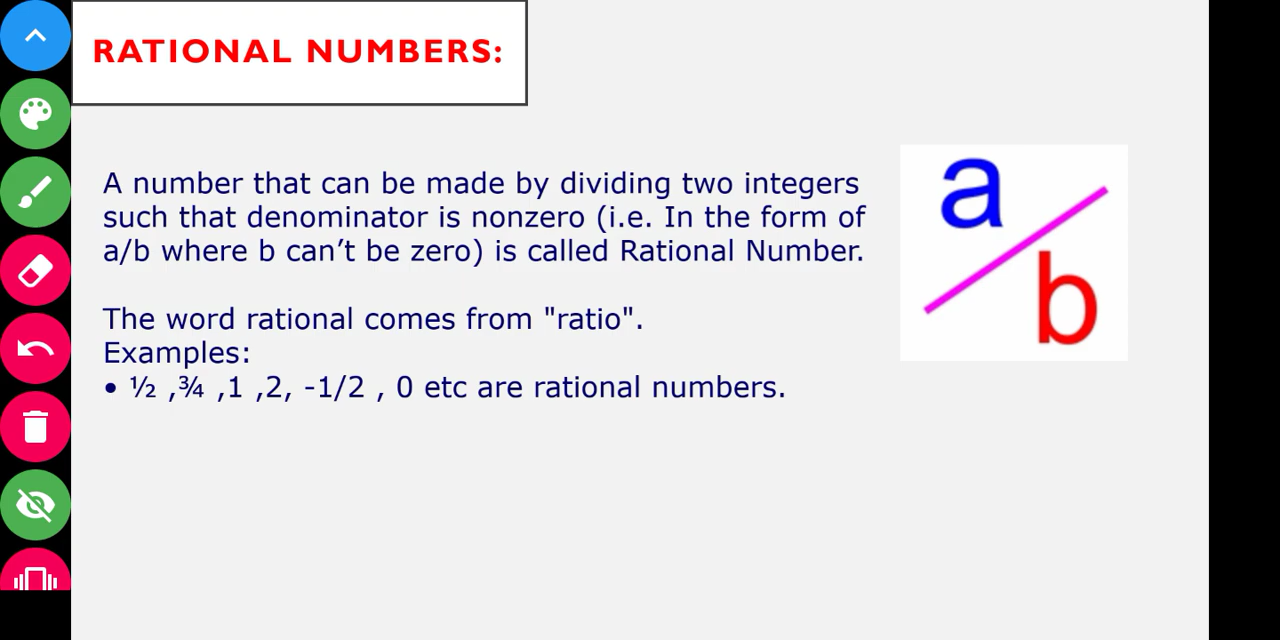 RATIONAL NUMBERS:
A number that can be made by dividing two integers
such that denominator is nonzero (i.e. In the form of
a/b where b can’t be zero) is called Rational Number.
The word rational comes from "ratio".
Examples:
• ½ ,¾ ,1 ,2, -1/2 , 0 etc are rational numbers.
a
b